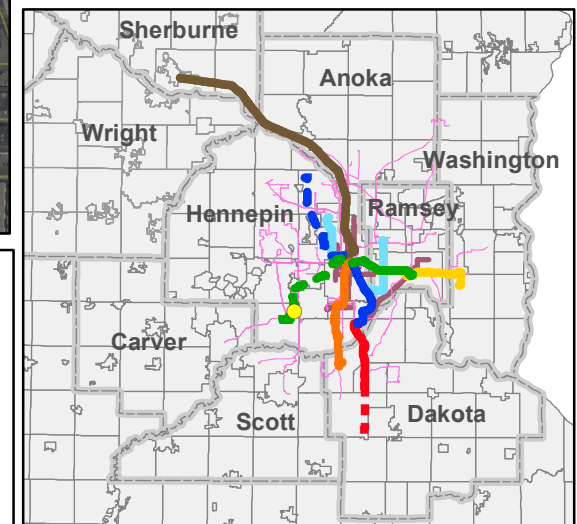 Sherburne
Anoka
Wright
Washington
Hennepin
Ramsey
Carver
Scott
Dakota